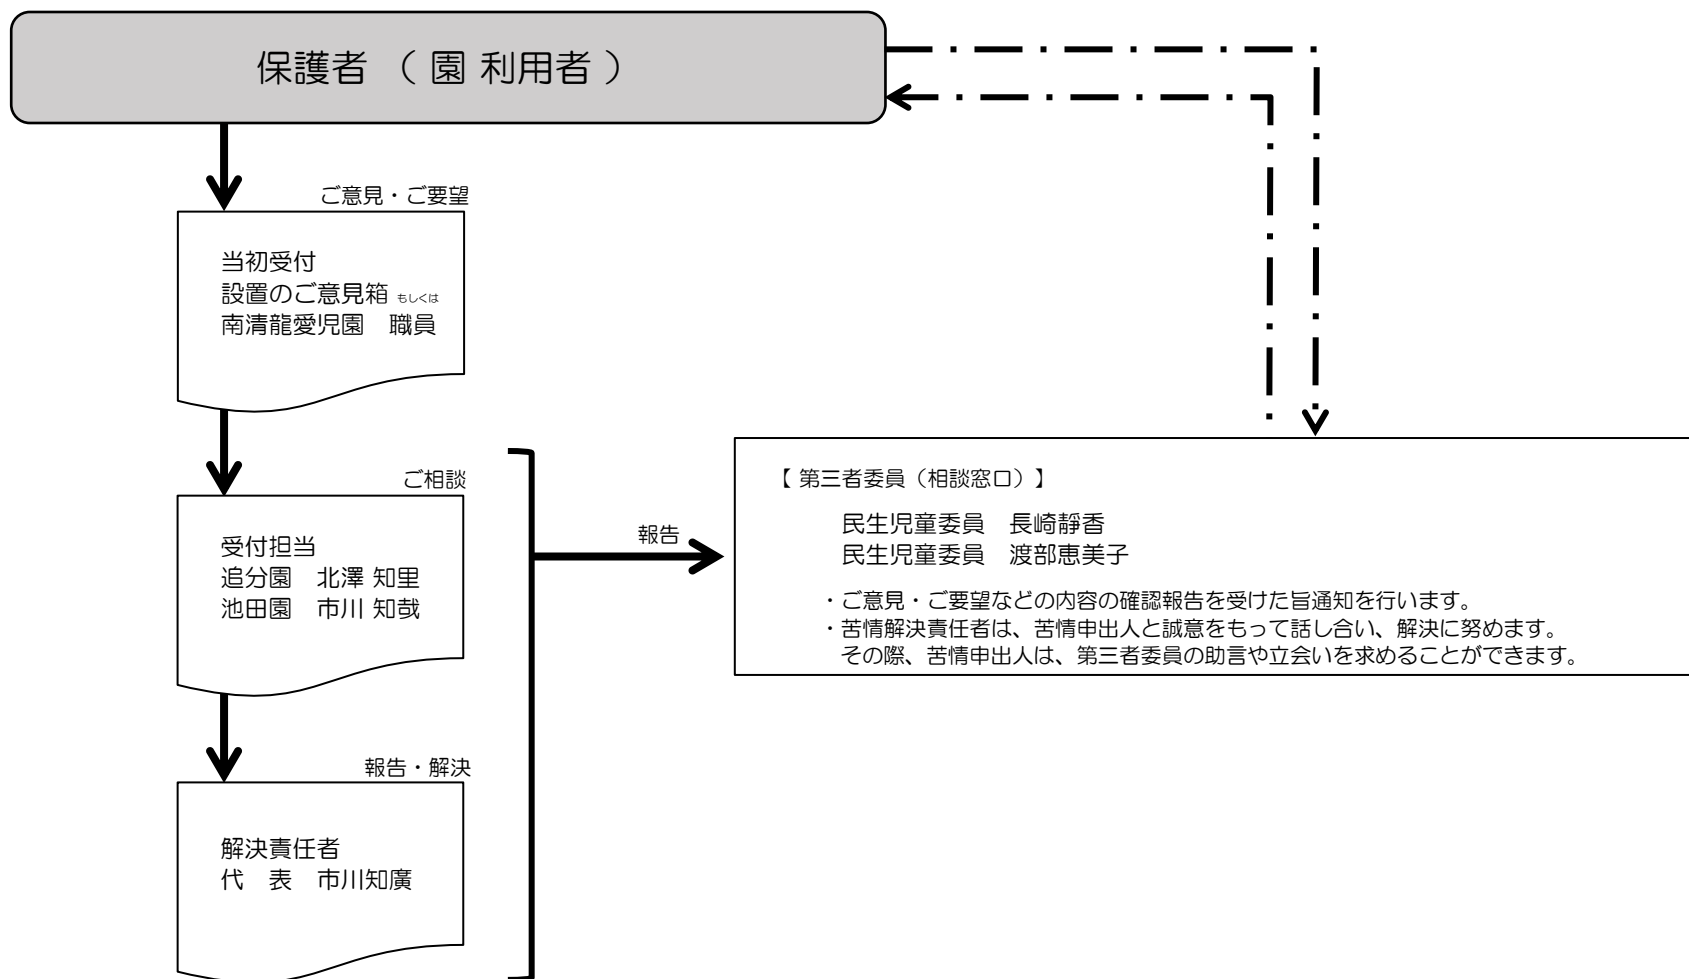 保護者 （ 園 利用者 ）
ご意見・ご要望
当初受付
設置のご意見箱 もしくは
南清龍愛児園　職員
ご相談
受付担当
追分園　北澤 知里
池田園　市川 知哉
報告・解決
解決責任者
代　表　市川知廣
報告
【 第三者委員（相談窓口）】
民生児童委員　長崎靜香
民生児童委員　渡部恵美子
・ご意見・ご要望などの内容の確認報告を受けた旨通知を行います。
・苦情解決責任者は、苦情申出人と誠意をもって話し合い、解決に努めます。
その際、苦情申出人は、第三者委員の助言や立会いを求めることができます。